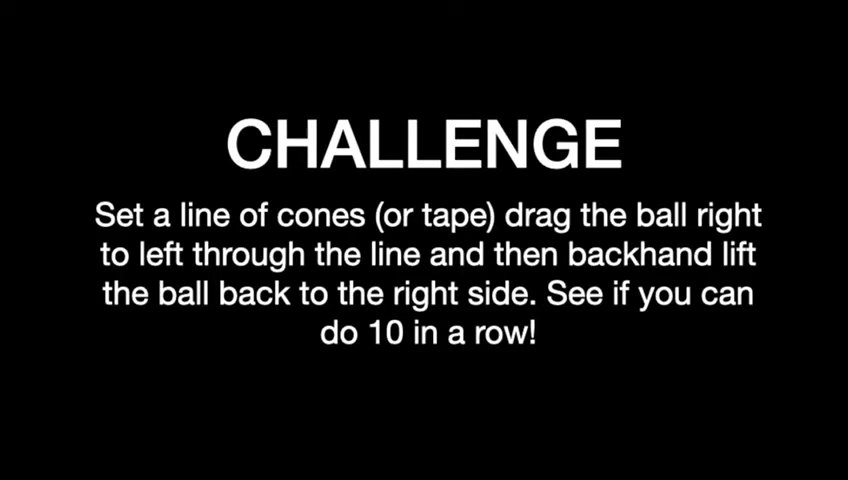 CHALLENGE
Set a line of cones (or tape) drag the ball right
to left through the line and then backhand lift
the ball back to the right side. See if you can
do 10 in a row!